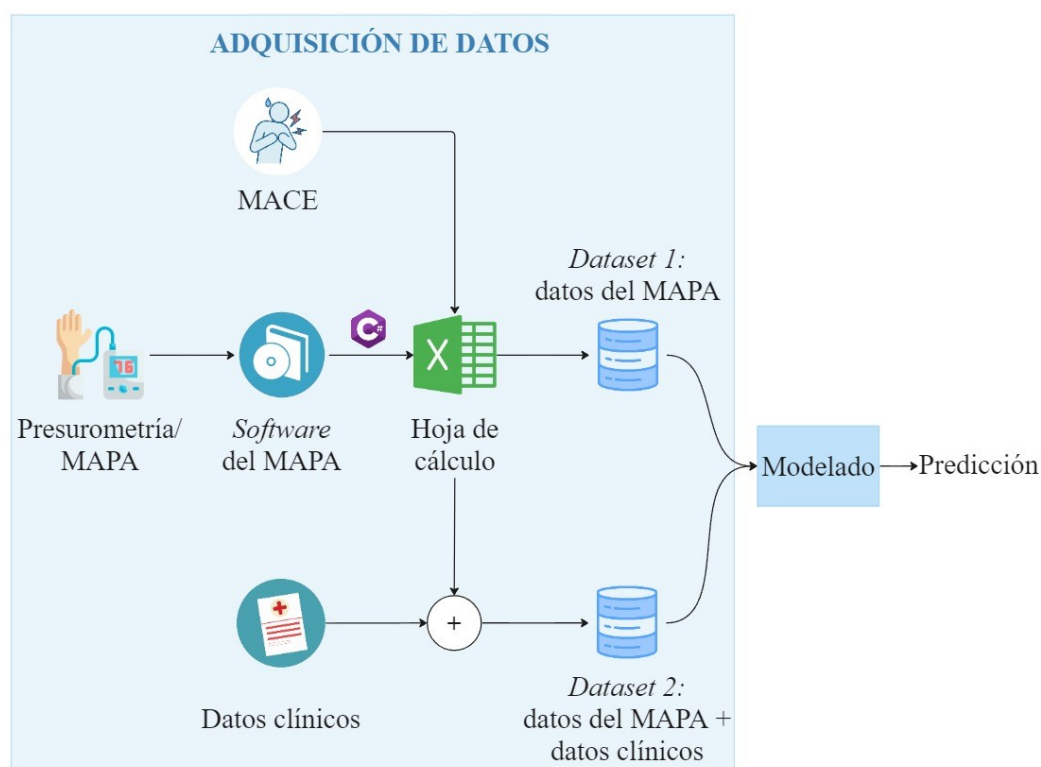 ADQUISICIÓN DE DATOS
MACE
Dataset 1:
datos del MAPA
C#
X
76
Presurometría/
MAPA
Software
del MAPA
Hoja de
cálculo
Modelado
Predicción
+
Datos clínicos
Dataset 2:
datos del MAPA +
datos clínicos